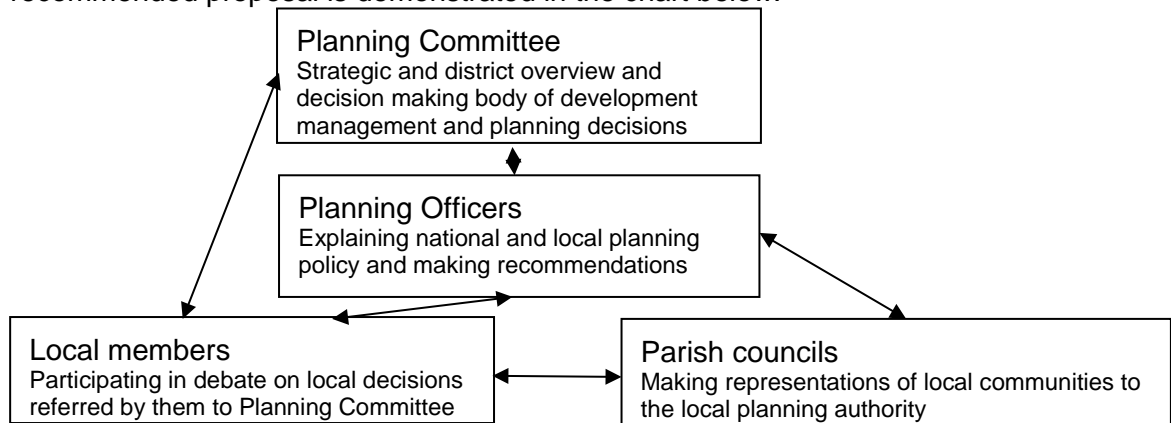 recommended proposal is demonstrated in the chart below.
Planning Committee
Strategic and district overview and
decision making body of development
management and planning decisions
Planning Officers
Explaining national and local planning
policy and making recommendations
Local members
Participating in debate on local decisions
referred by them to Planning Committee
Parish councils
Making representations of local communities to
the local planning authority